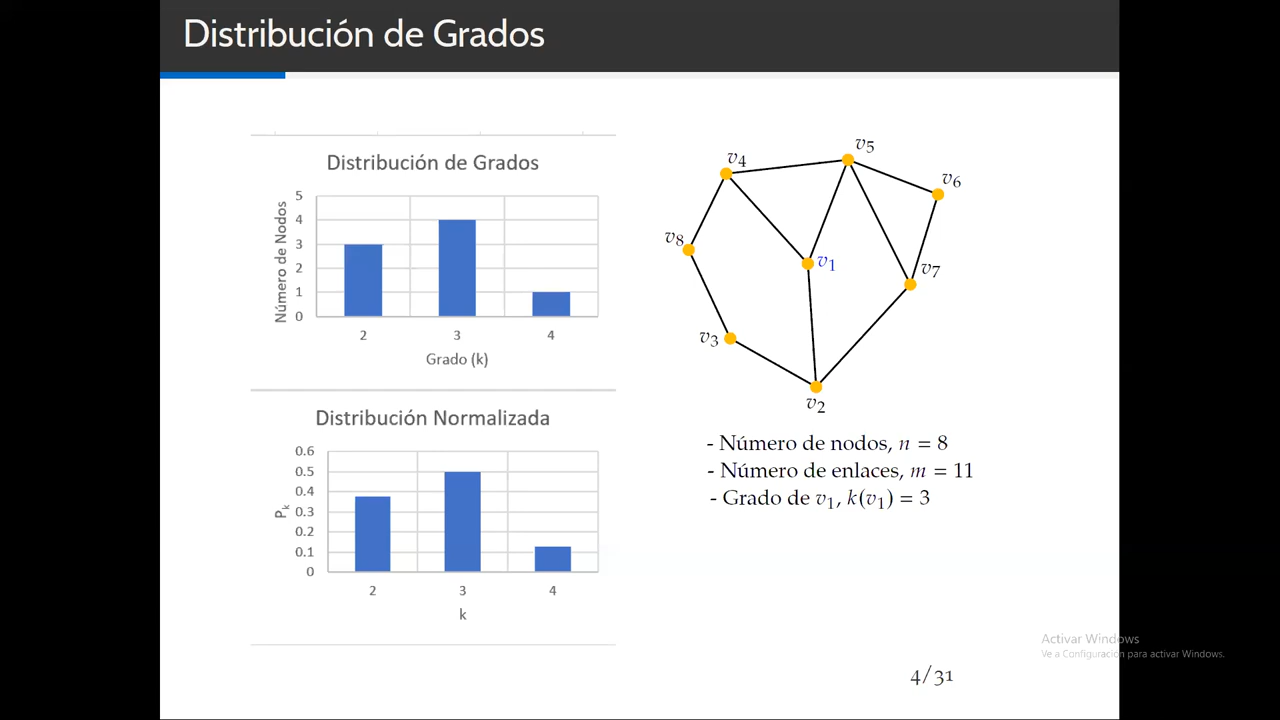 Distribución de Grados
Distribución de Grados
Número de Nodos
5
4
3
2
1
0
2 3 4
Grado (k)
Distribución Normalizada
P_k
0.6
0.5
0.4
0.3
0.2
0.1
0
2 3 4
k
v₄
v₅
v₆
v₈
v₁
v₇
v₃
v₂
- Número de nodos, n = 8
- Número de enlaces, m = 11
- Grado de v₁, k(v₁) = 3
Activar Windows
Ve a Configuración para activar Windows.
4/31